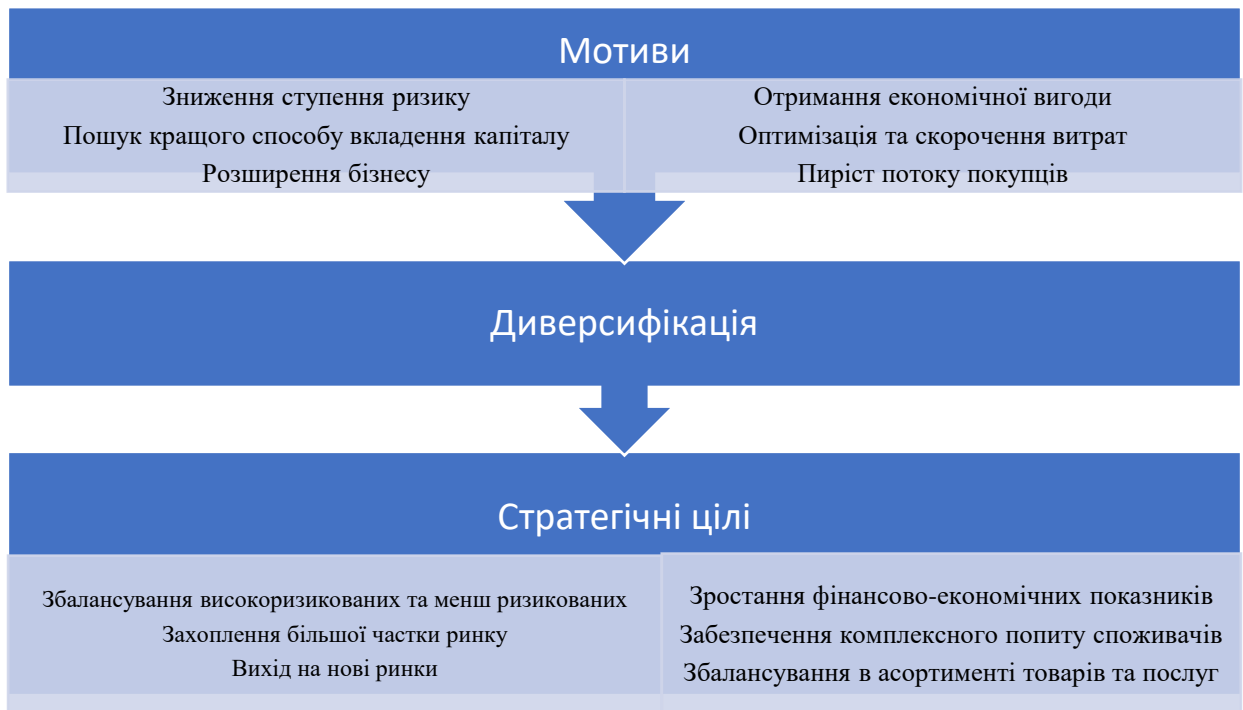 Мотиви
Зниження ступення ризику
Пошук кращого способу вкладення капіталу
Розширення бізнесу
Отримання економічної вигоди
Оптимізація та скорочення витрат
Пиріст потоку покупців
Диверсифікація
Стратегічні цілі
Збалансування високоризикованих та менш ризикованих
Захоплення більшої частки ринку
Вихід на нові ринки
Зростання фінансово-економічних показників
Забезпечення комплексного попиту споживачів
Збалансування в асортименті товарів та послуг